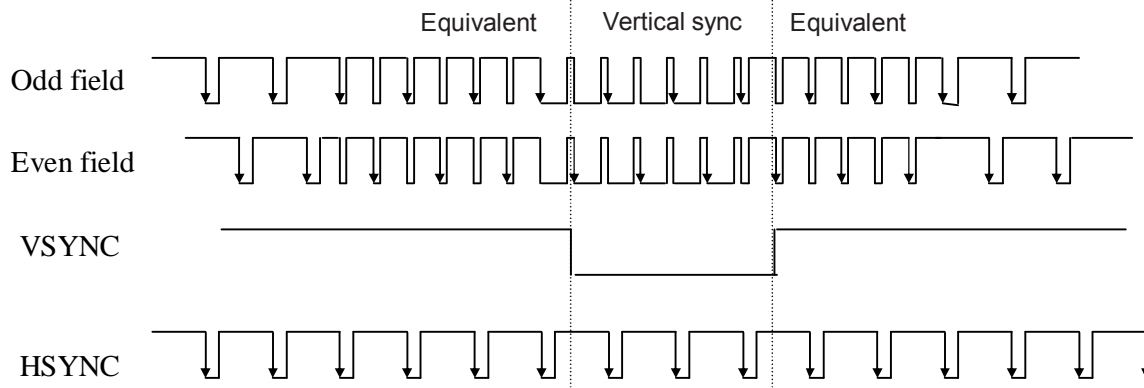 Equivalent Vertical sync Equivalent
Odd field
Even field
VSYNC
HSYNC